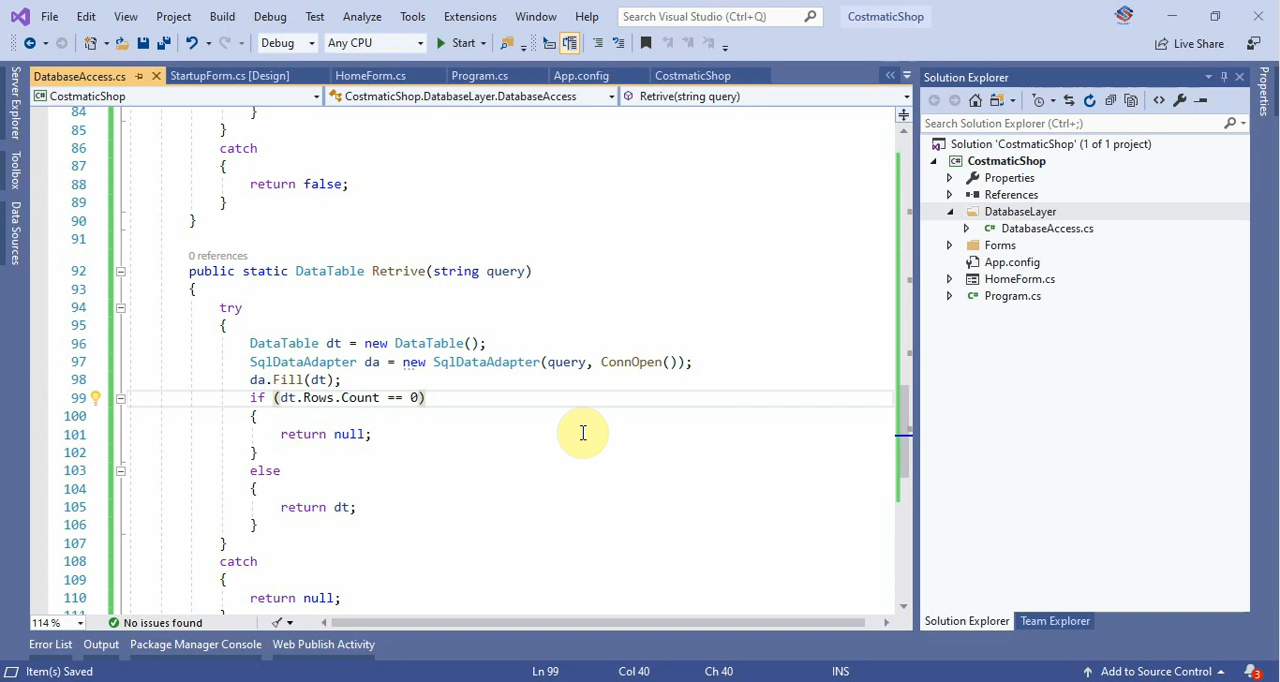 File Edit View Project Build Debug Test Analyze Tools Extensions Window Help Search Visual Studio (Ctrl+Q) CostmaticShop
Debug Any CPU Start Live Share
DatabaseAccess.cs StartupForm.cs [Design] HomeForm.cs Program.cs App.config CostmaticShop
CostmaticShop CostmaticShop.DatabaseLayer.DatabaseAccess Retrive(string query)
Server Explorer
Toolbox
Data Sources
84 }
85 }
86 catch
87 {
88 return false;
89 }
90 }
91
0 references
92 public static DataTable Retrive(string query)
93 {
94 try
95 {
96 DataTable dt = new DataTable();
97 SqlDataAdapter da = new SqlDataAdapter(query, ConnOpen());
98 da.Fill(dt);
99 if (dt.Rows.Count == 0)
100 {
101 return null;
102 }
103 else
104 {
105 return dt;
106 }
107 }
108 catch
109 {
110 return null;
111 }
114 % No issues found
Solution Explorer
Search Solution Explorer (Ctrl+;)
Solution 'CostmaticShop' (1 of 1 project)
CostmaticShop
Properties
References
DatabaseLayer
DatabaseAccess.cs
Forms
App.config
HomeForm.cs
Program.cs
Solution Explorer Team Explorer
Properties
Error List Output Package Manager Console Web Publish Activity
Item(s) Saved Ln 99 Col 40 Ch 40 INS Add to Source Control 3